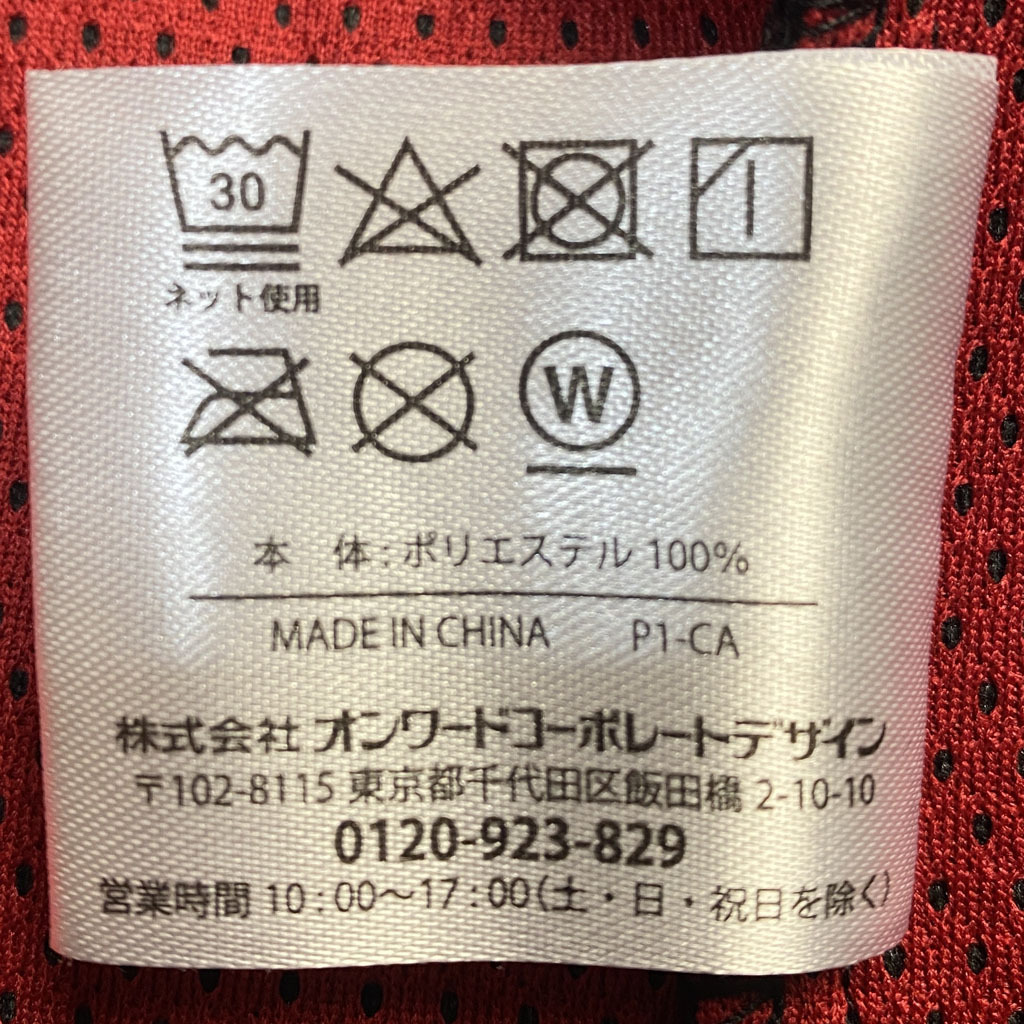 30
ネット使用
W
本　体 : ポリエステル 100%
MADE IN CHINA　P1-CA
株式会社 オンワードコーポレートデザイン
〒102-8115 東京都千代田区飯田橋 2-10-10
0120-923-829
営業時間 10 : 00〜17 : 00(土・日・祝日を除く)